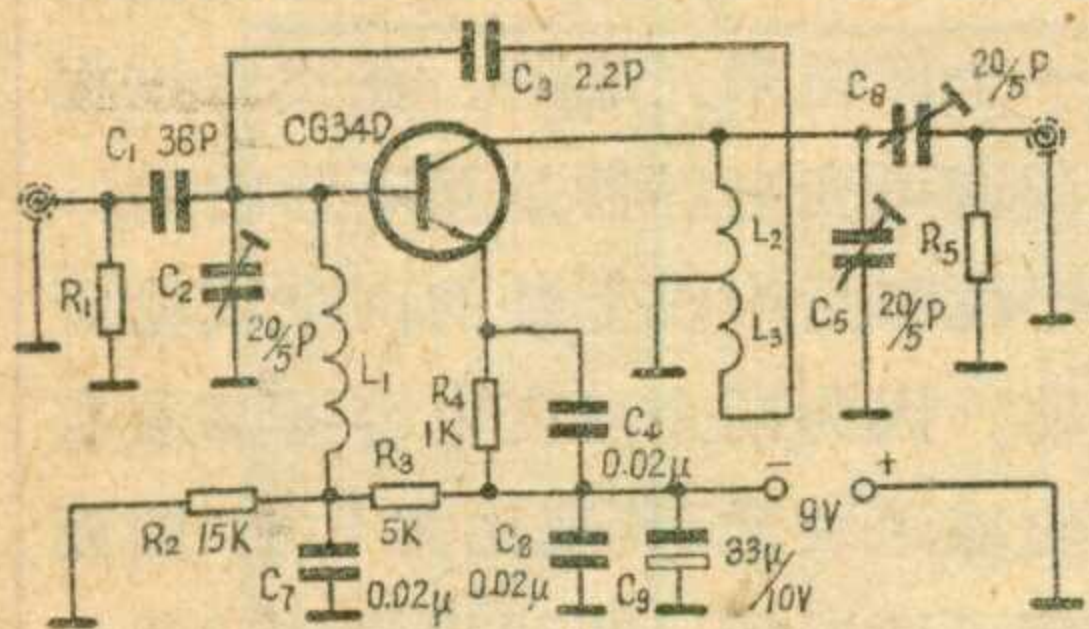 C₃ 2.2P
20/5P
C₈
CG34D
C₁ 36P
L₂
R₁
C₂
R₅
20/5P
C₅
20/5P
L₃
L₁
R₄
1K
C₄
0.02μ
R₃
− +
9V
R₂ 15K
5K
C₈
33μ/10V
C₇
0.02μ
0.02μ
C₉